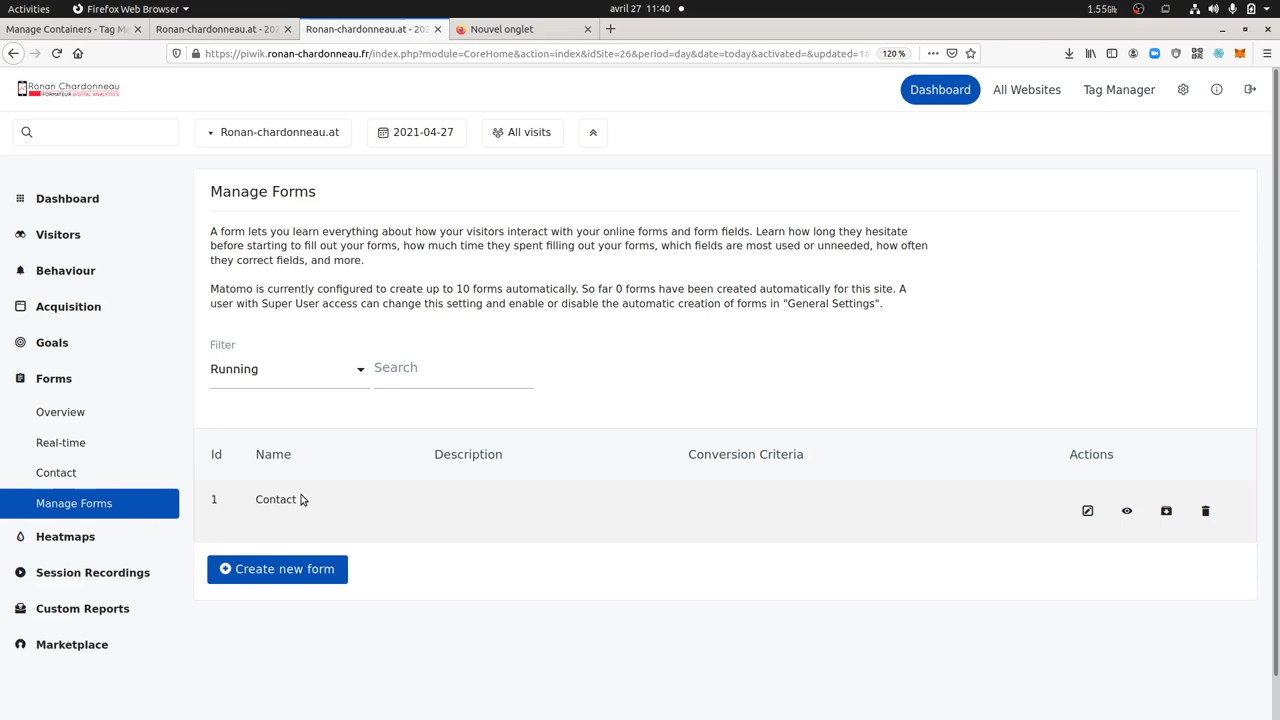 Activities
Firefox Web Browser
avril 27 11:40
1.55
Manage Containers - Tag Ma
Ronan-chardonneau.at - 202
Ronan-chardonneau.at - 202
Nouvel onglet
https://piwik.ronan-chardonneau.fr/index.php?module=CoreHome&action=index&idSite=26&period=day&date=today&activated=&updated=1
120 %
Ronan Chardonneau
FORMATEUR DIGITAL ANALYTICS
Dashboard
All Websites
Tag Manager
Ronan-chardonneau.at
2021-04-27
All visits
Dashboard
Visitors
Behaviour
Acquisition
Goals
Forms
Overview
Real-time
Contact
Manage Forms
Heatmaps
Session Recordings
Custom Reports
Marketplace
Manage Forms
A form lets you learn everything about how your visitors interact with your online forms and form fields. Learn how long they hesitate
before starting to fill out your forms, how much time they spent filling out your forms, which fields are most used or unneeded, how often
they correct fields, and more.
Matomo is currently configured to create up to 10 forms automatically. So far 0 forms have been created automatically for this site. A
user with Super User access can change this setting and enable or disable the automatic creation of forms in "General Settings".
Filter
Running
Search
Id Name Description Conversion Criteria Actions
1 Contact
Create new form